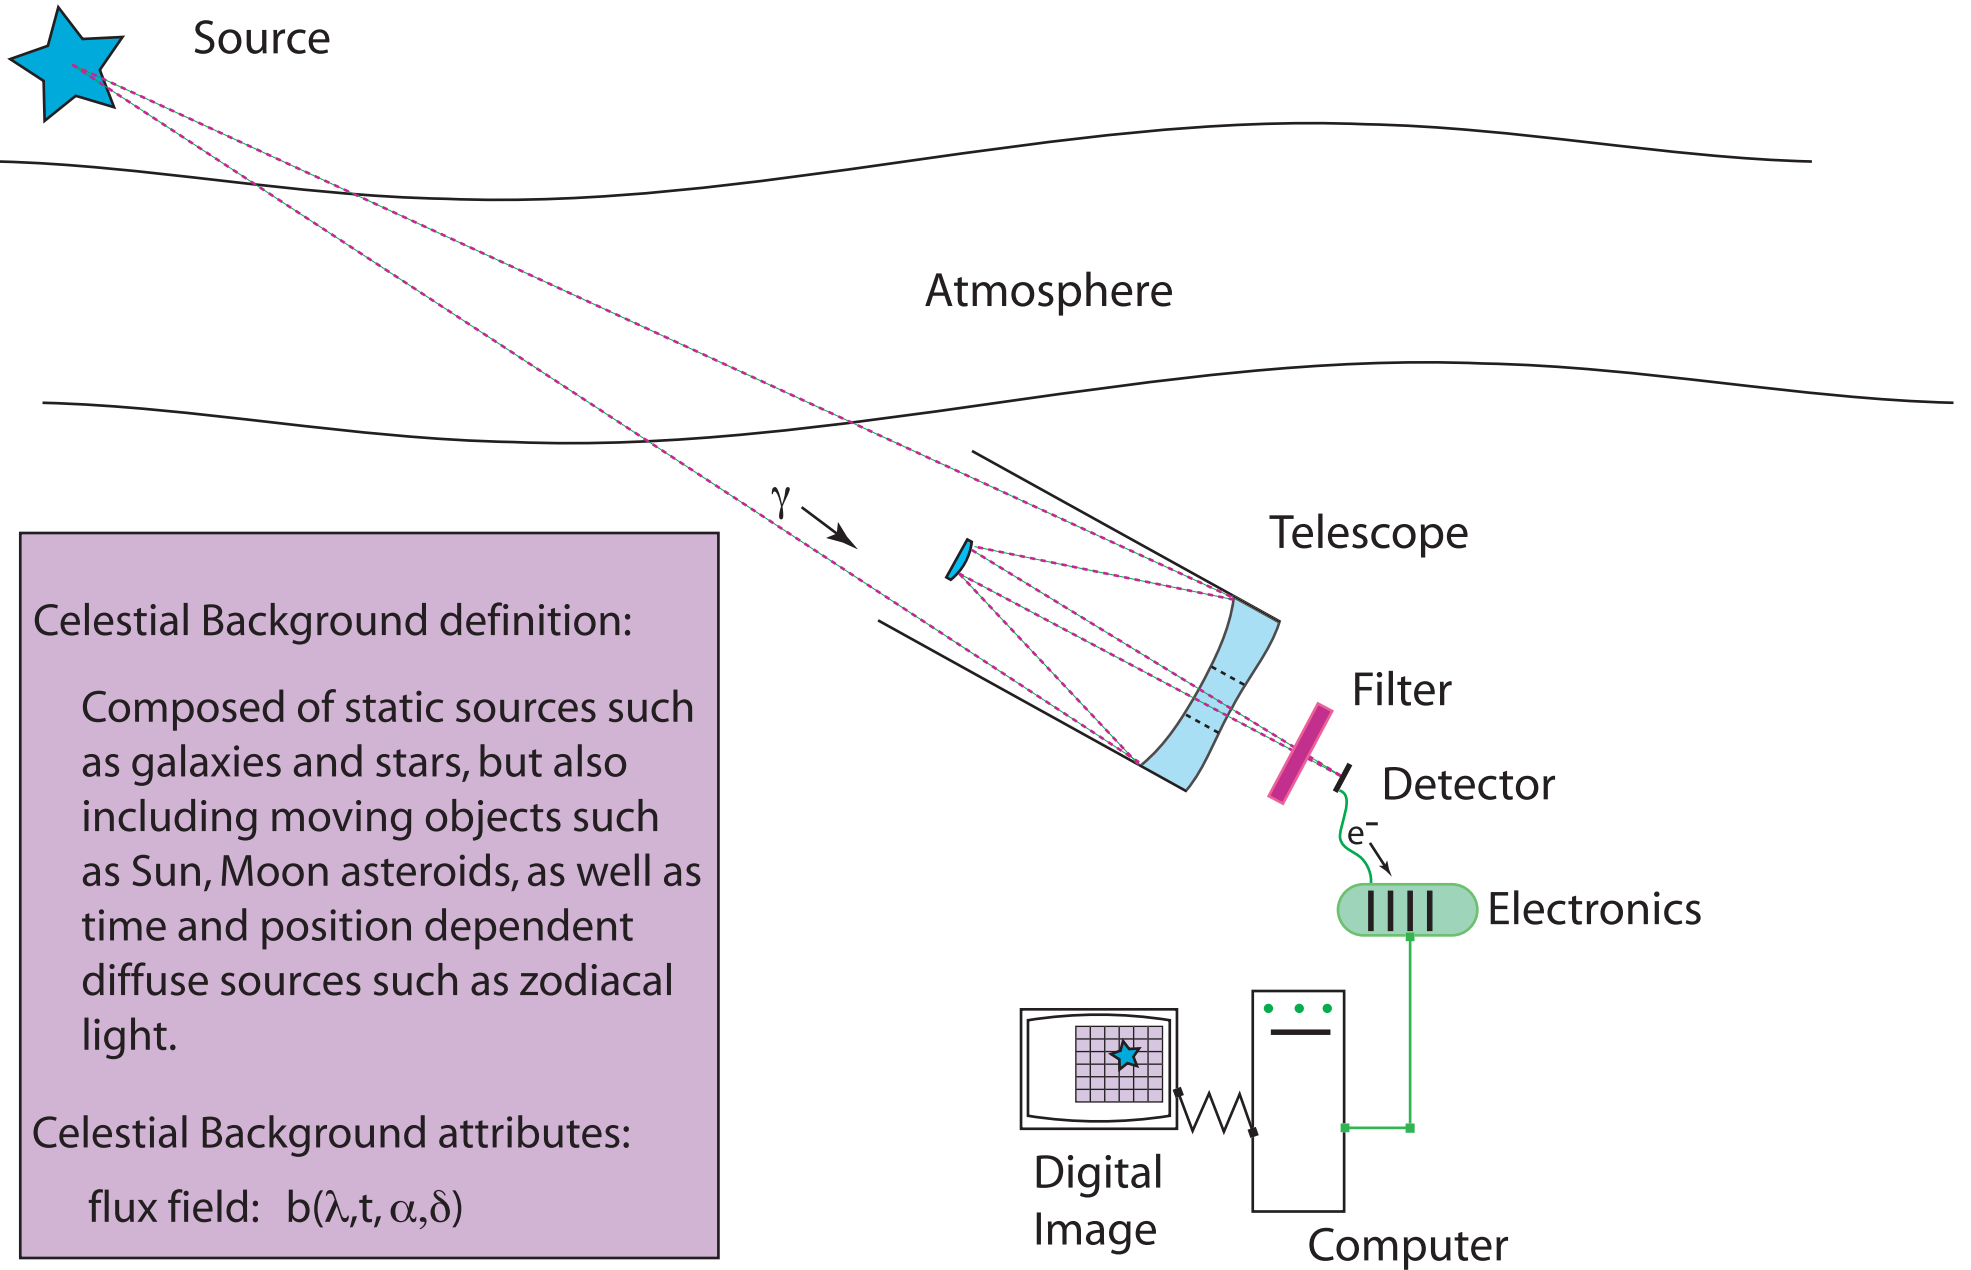 Source
Atmosphere
γ
Telescope
Filter
Detector
e⁻
Electronics
Digital
Image
Computer
Celestial Background definition:
Composed of static sources such
as galaxies and stars, but also
including moving objects such
as Sun, Moon asteroids, as well as
time and position dependent
diffuse sources such as zodiacal
light.
Celestial Background attributes:
flux field: b(λ,t, α,δ)